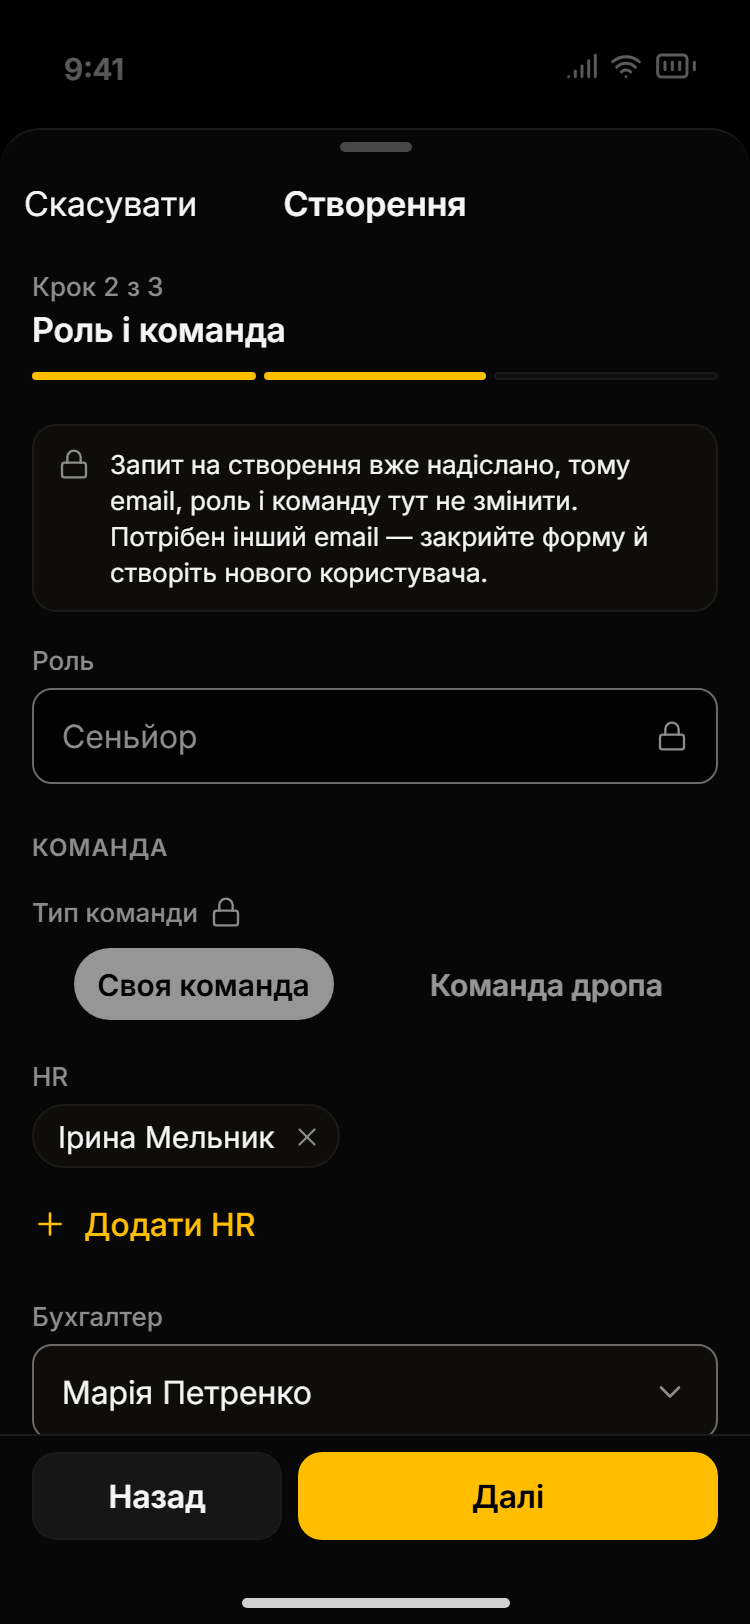 9:41
Скасувати
Створення
Крок 2 з 3
Роль і команда
Запит на створення вже надіслано, тому
email, роль і команду тут не змінити.
Потрібен інший email — закрийте форму й
створіть нового користувача.
Роль
Сеньйор
КОМАНДА
Тип команди
Своя команда
Команда дропа
HR
Ірина Мельник
Додати HR
Бухгалтер
Марія Петренко
Назад
Далі